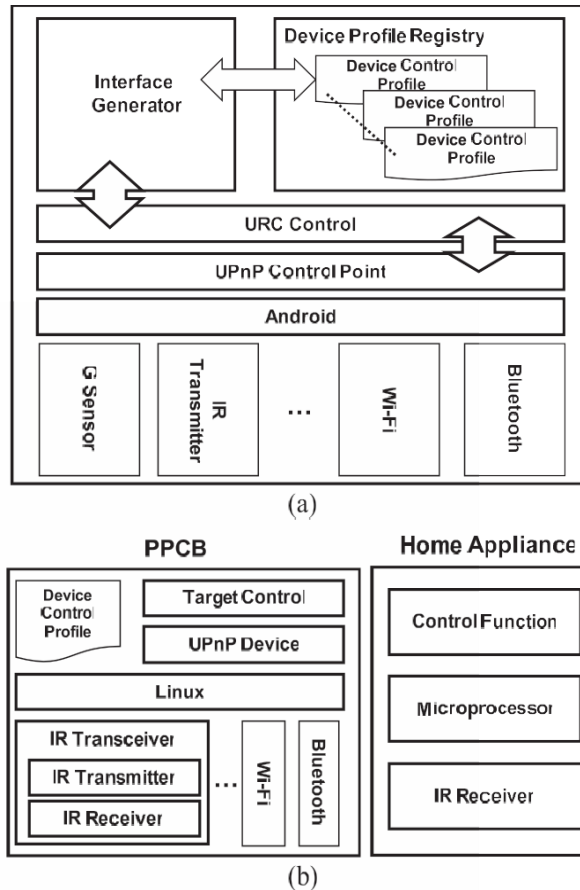 Interface
Generator
Device Profile Registry
Device Control
Profile
Device Control
Profile
Device Control
Profile
URC Control
UPnP Control Point
Android
G Sensor
IR
Transmitter
...
Wi-Fi
Bluetooth
(a)
PPCB
Device
Control
Profile
Target Control
UPnP Device
Linux
IR Transceiver
IR Transmitter
IR Receiver
...
Wi-Fi
Bluetooth
Home Appliance
Control Function
Microprocessor
IR Receiver
(b)